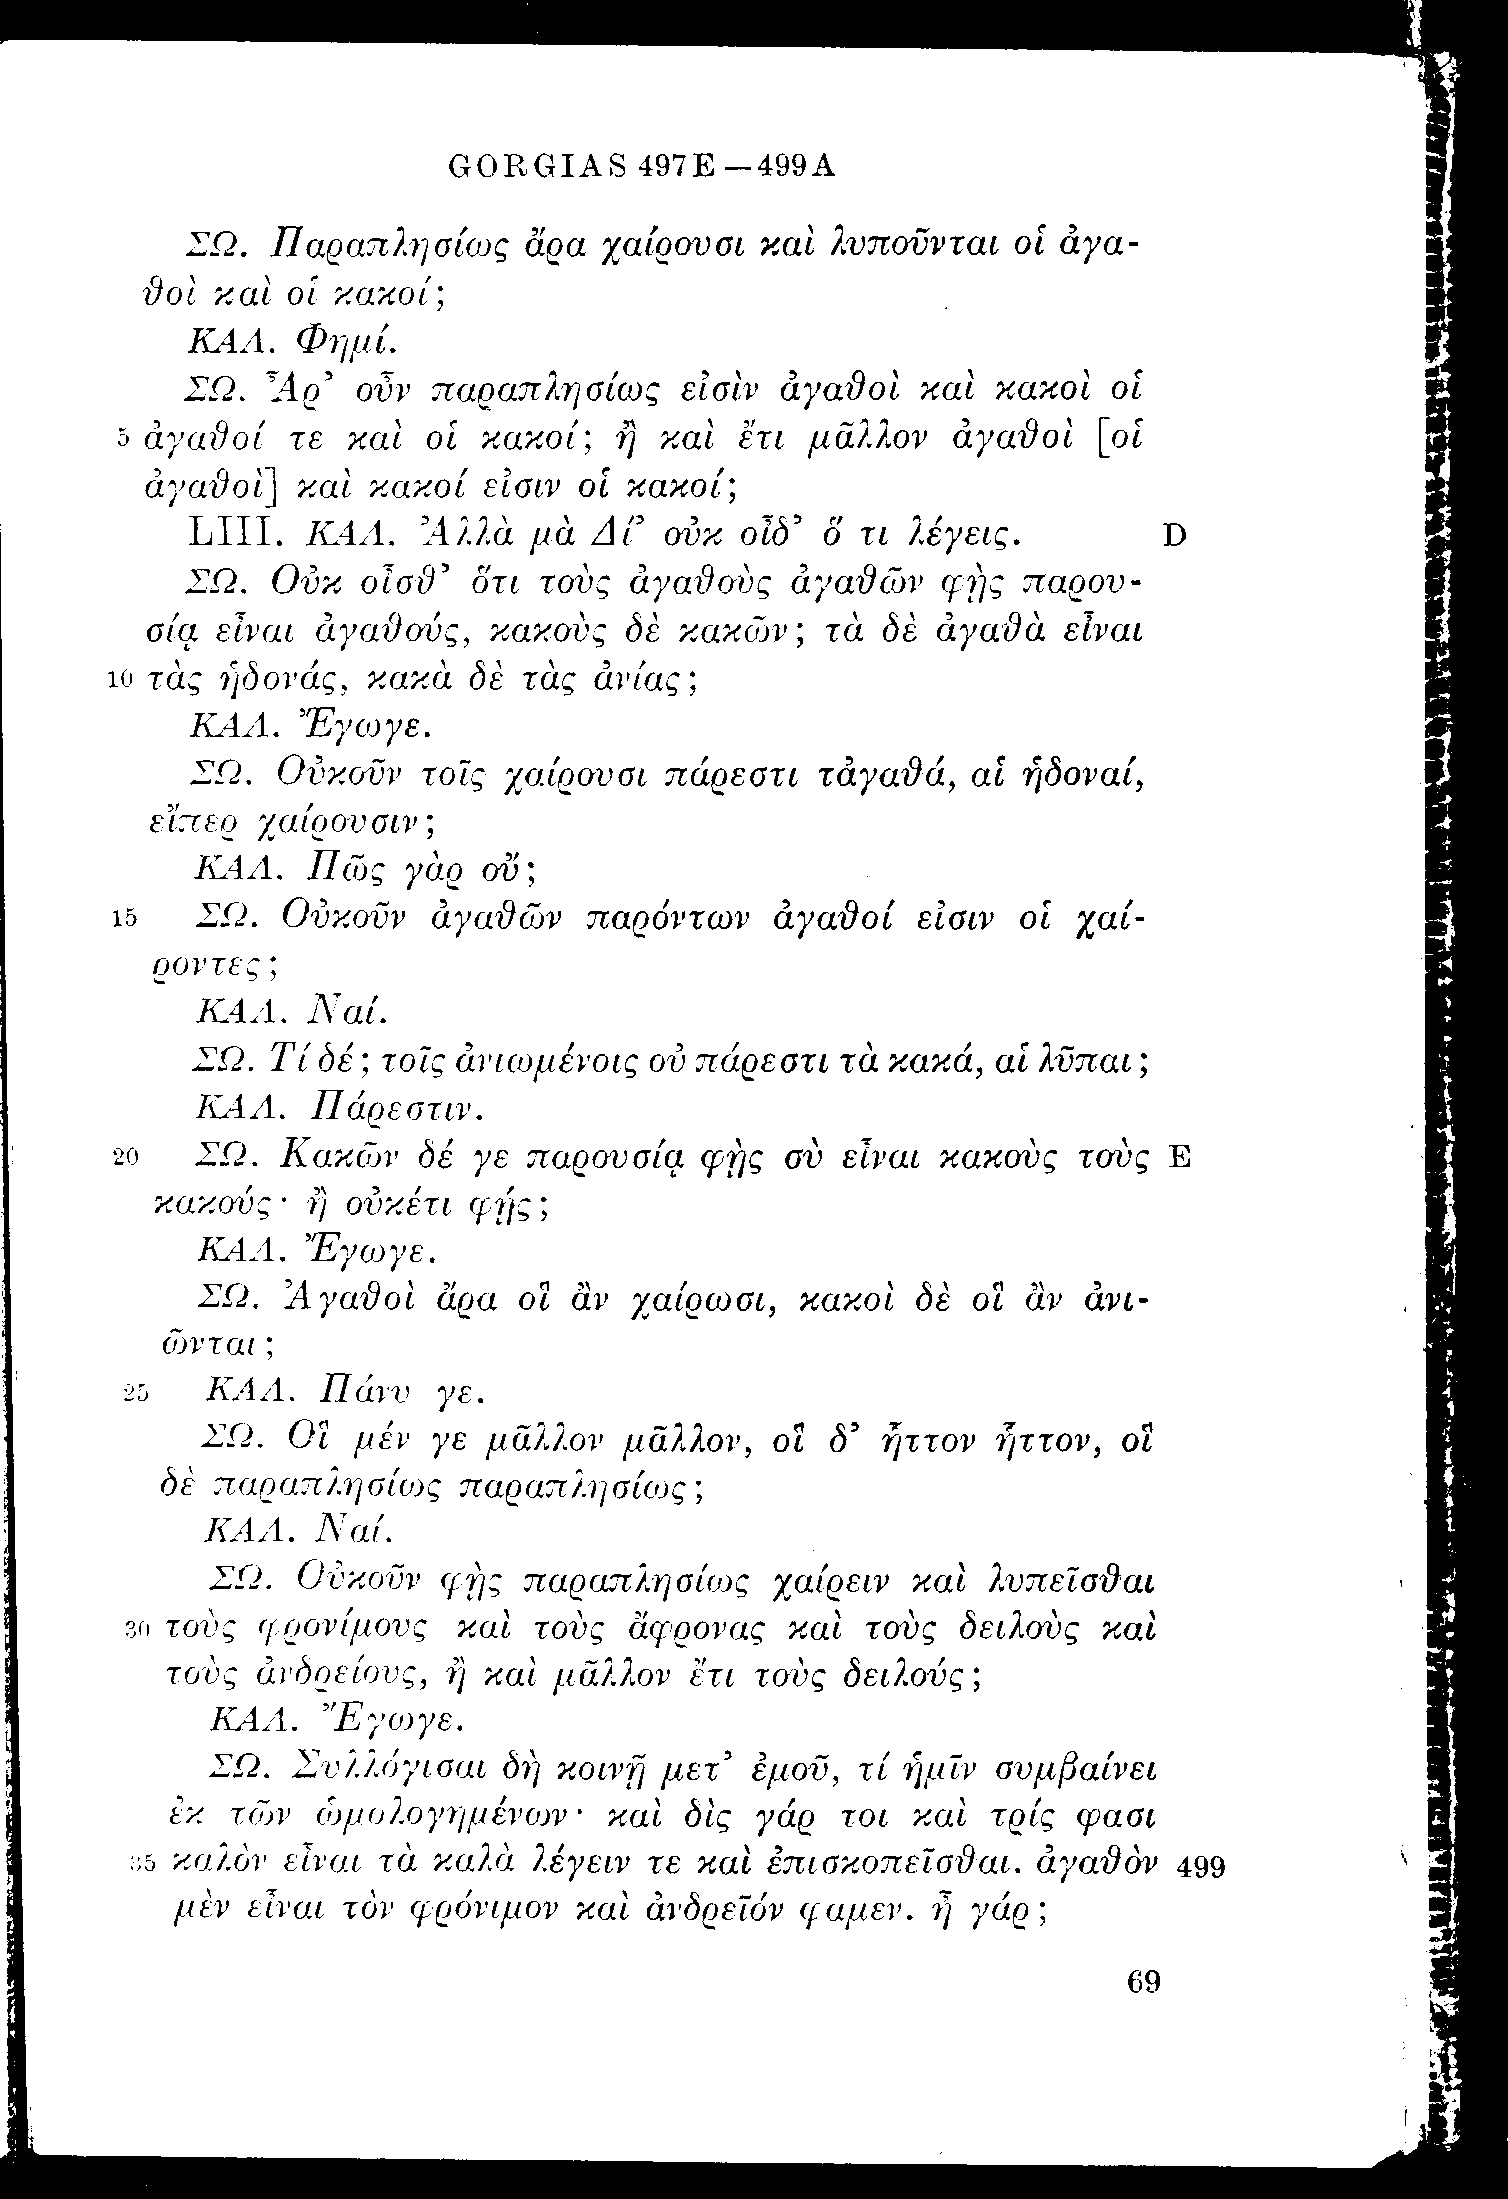 GORGIAS 497E—499A
ΣΩ. Παραπλησίως ἄρα χαίρουσι καὶ λυποῦνται οἱ ἀγα-
θοὶ καὶ οἱ κακοί;
ΚΑΛ. Φημί.
ΣΩ. Ἆρ’ οὖν παραπλησίως εἰσὶν ἀγαθοὶ καὶ κακοὶ οἱ
5 ἀγαθοί τε καὶ οἱ κακοί; ἢ καὶ ἔτι μᾶλλον ἀγαθοὶ [οἱ
ἀγαθοὶ] καὶ κακοί εἰσιν οἱ κακοί;
LIII. ΚΑΛ. Ἀλλὰ μὰ Δί’ οὐκ οἶδ’ ὅ τι λέγεις. D
ΣΩ. Οὐκ οἶσθ’ ὅτι τοὺς ἀγαθοὺς ἀγαθῶν φῂς παρου-
σίᾳ εἶναι ἀγαθούς, κακοὺς δὲ κακῶν; τὰ δὲ ἀγαθὰ εἶναι
10 τὰς ἡδονάς, κακὰ δὲ τὰς ἀνίας;
ΚΑΛ. Ἔγωγε.
ΣΩ. Οὐκοῦν τοῖς χαίρουσι πάρεστι τἀγαθά, αἱ ἡδοναί,
εἴπερ χαίρουσιν;
ΚΑΛ. Πῶς γὰρ οὔ;
15 ΣΩ. Οὐκοῦν ἀγαθῶν παρόντων ἀγαθοί εἰσιν οἱ χαί-
ροντες;
ΚΑΛ. Ναί.
ΣΩ. Τί δέ; τοῖς ἀνιωμένοις οὐ πάρεστι τὰ κακά, αἱ λῦπαι;
ΚΑΛ. Πάρεστιν.
20 ΣΩ. Κακῶν δέ γε παρουσίᾳ φῂς σὺ εἶναι κακοὺς τοὺς E
κακούς· ἢ οὐκέτι φῄς;
ΚΑΛ. Ἔγωγε.
ΣΩ. Ἀγαθοὶ ἄρα οἳ ἂν χαίρωσι, κακοὶ δὲ οἳ ἂν ἀνι-
ῶνται;
25 ΚΑΛ. Πάνυ γε.
ΣΩ. Οἳ μέν γε μᾶλλον μᾶλλον, οἳ δ’ ἧττον ἧττον, οἳ
δὲ παραπλησίως παραπλησίως;
ΚΑΛ. Ναί.
ΣΩ. Οὐκοῦν φῂς παραπλησίως χαίρειν καὶ λυπεῖσθαι
30 τοὺς φρονίμους καὶ τοὺς ἄφρονας καὶ τοὺς δειλοὺς καὶ
τοὺς ἀνδρείους, ἢ καὶ μᾶλλον ἔτι τοὺς δειλούς;
ΚΑΛ. Ἔγωγε.
ΣΩ. Συλλόγισαι δὴ κοινῇ μετ’ ἐμοῦ, τί ἡμῖν συμβαίνει
ἐκ τῶν ὡμολογημένων· καὶ δὶς γάρ τοι καὶ τρίς φασι
35 καλὸν εἶναι τὰ καλὰ λέγειν τε καὶ ἐπισκοπεῖσθαι. ἀγαθὸν 499
μὲν εἶναι τὸν φρόνιμον καὶ ἀνδρεῖόν φαμεν. ἦ γάρ;
69